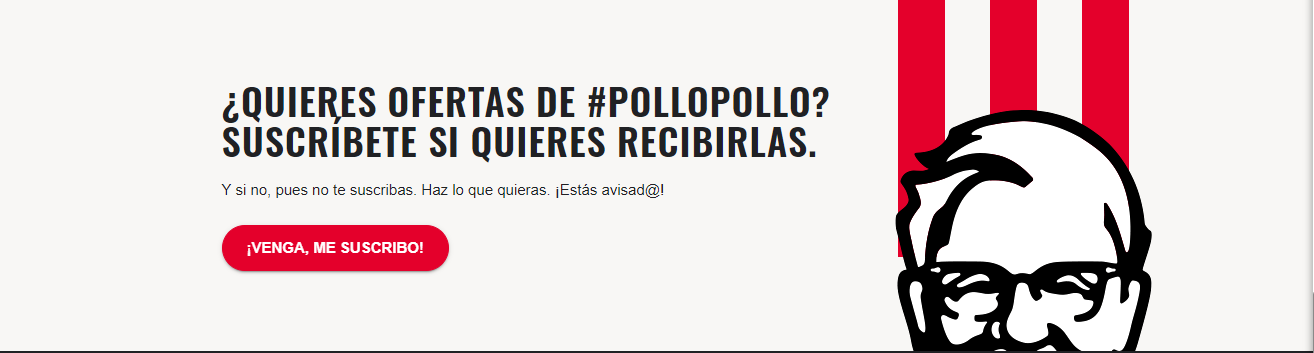 ¿QUIERES OFERTAS DE #POLLOPOLLO?
SUSCRÍBETE SI QUIERES RECIBIRLAS.
Y si no, pues no te suscribas. Haz lo que quieras. ¡Estás avisad@!
¡VENGA, ME SUSCRIBO!